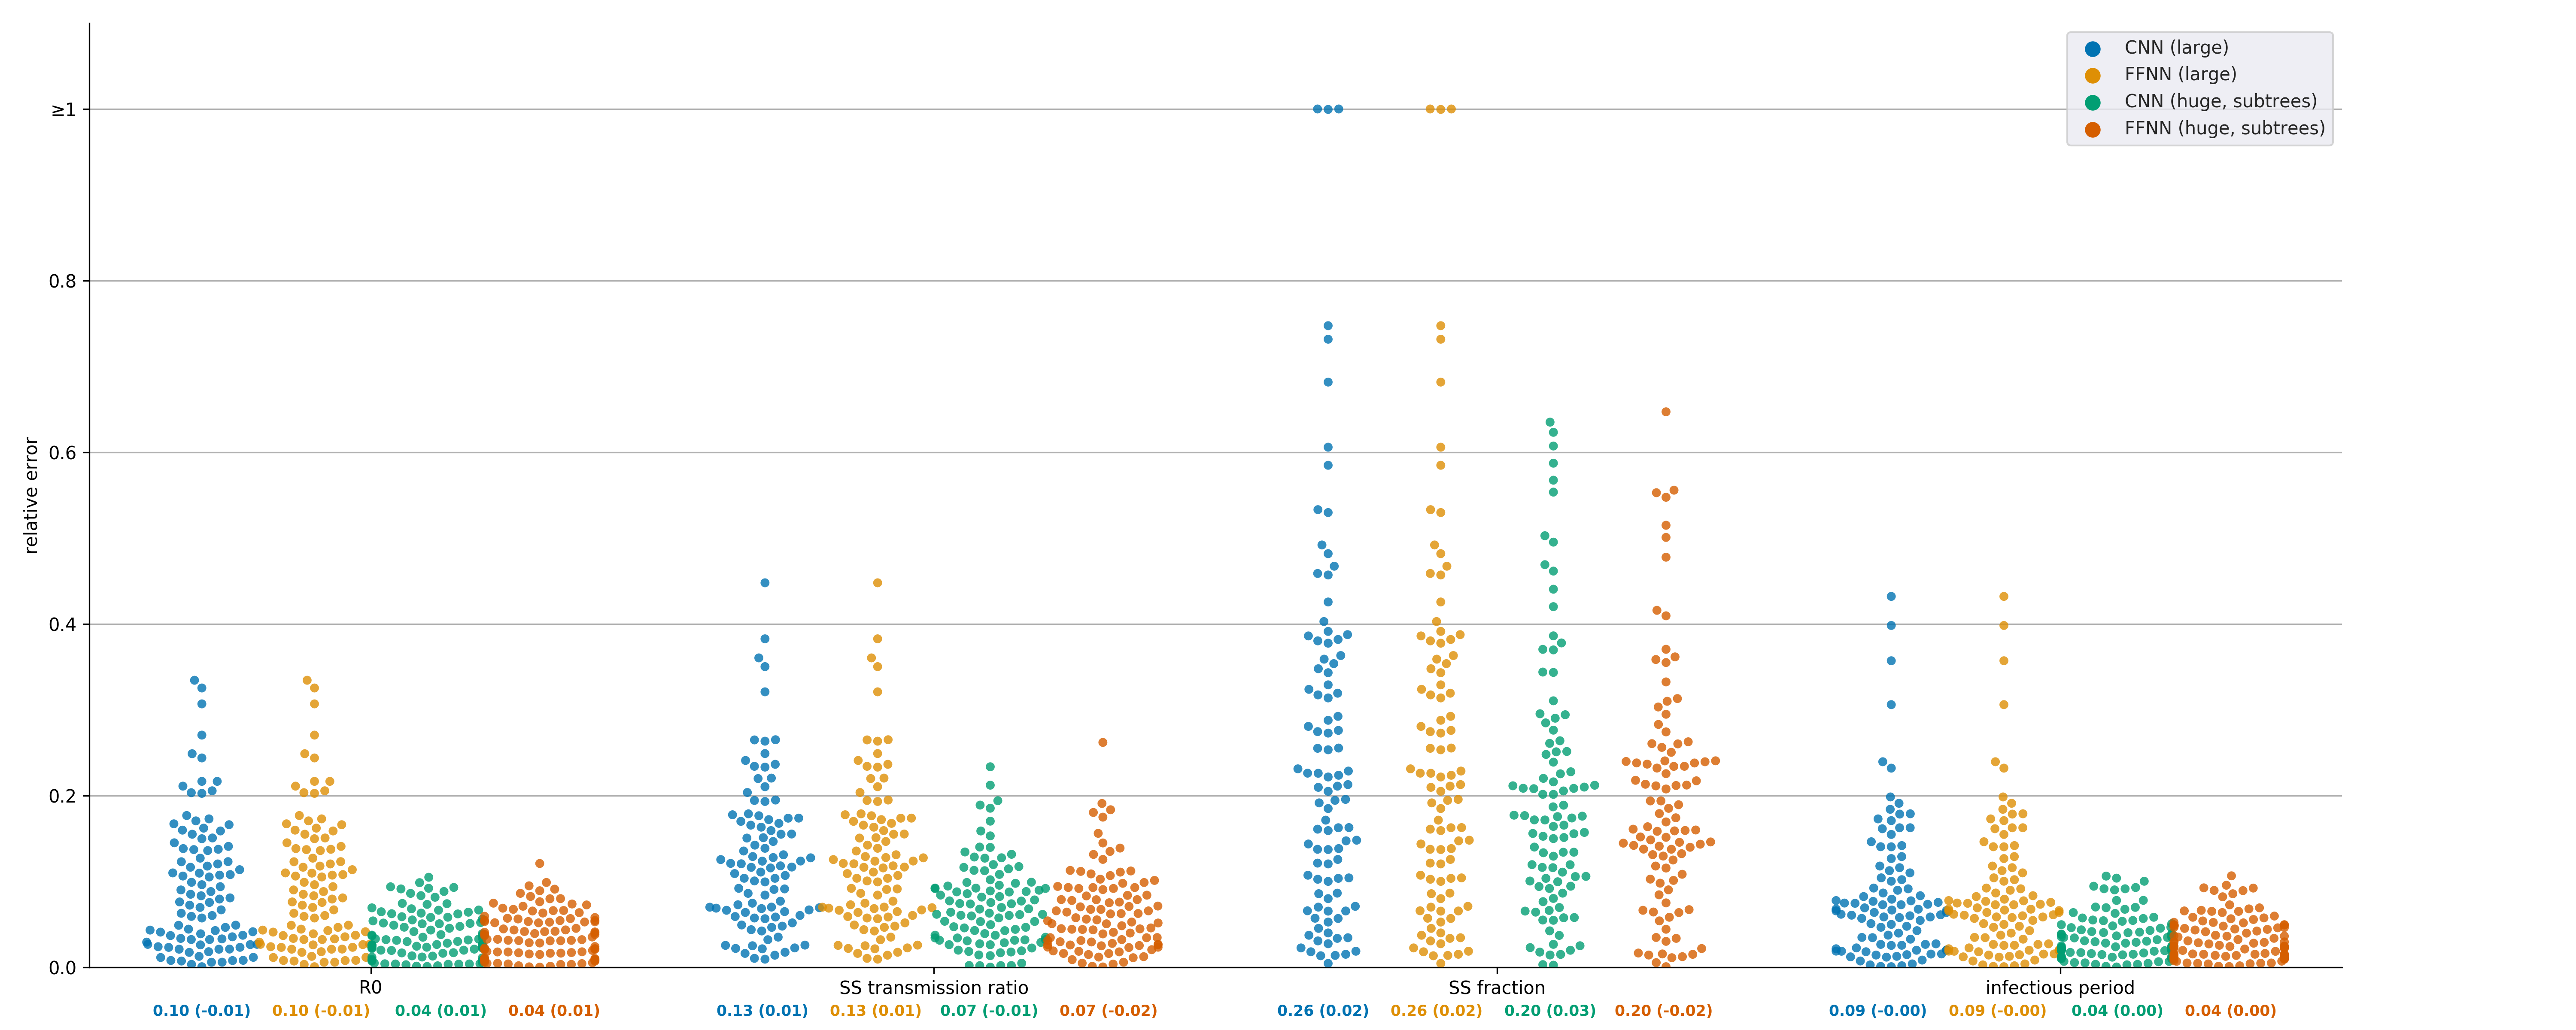 CNN (large)
FFNN (large)
CNN (huge, subtrees)
FFNN (huge, subtrees)
≥1
0.8
0.6
0.4
0.2
0.0
relative error
R0 SS transmission ratio SS fraction infectious period
0.10 (-0.01) 0.10 (-0.01) 0.04 (0.01) 0.04 (0.01) 0.13 (0.01) 0.13 (0.01) 0.07 (-0.01) 0.07 (-0.02) 0.26 (0.02) 0.26 (0.02) 0.20 (0.03) 0.20 (-0.02) 0.09 (-0.00) 0.09 (-0.00) 0.04 (0.00) 0.04 (0.00)